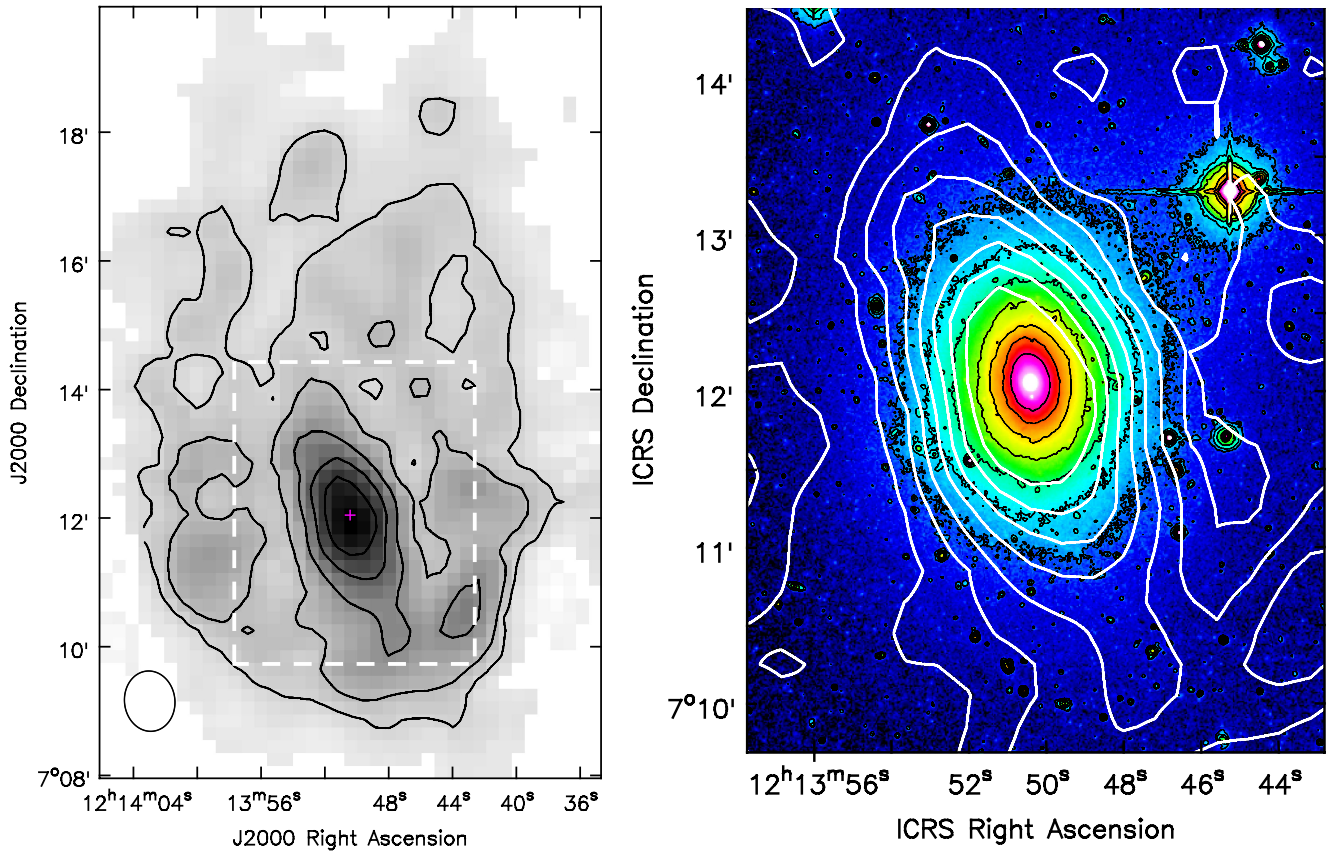 18'
16'
14'
12'
10'
7°08'
12ʰ14ᵐ04ˢ
13ᵐ56ˢ
48ˢ
44ˢ
40ˢ
36ˢ
J2000 Right Ascension
J2000 Declination
14'
13'
12'
11'
7°10'
12ʰ13ᵐ56ˢ
52ˢ
50ˢ
48ˢ
46ˢ
44ˢ
ICRS Right Ascension
ICRS Declination